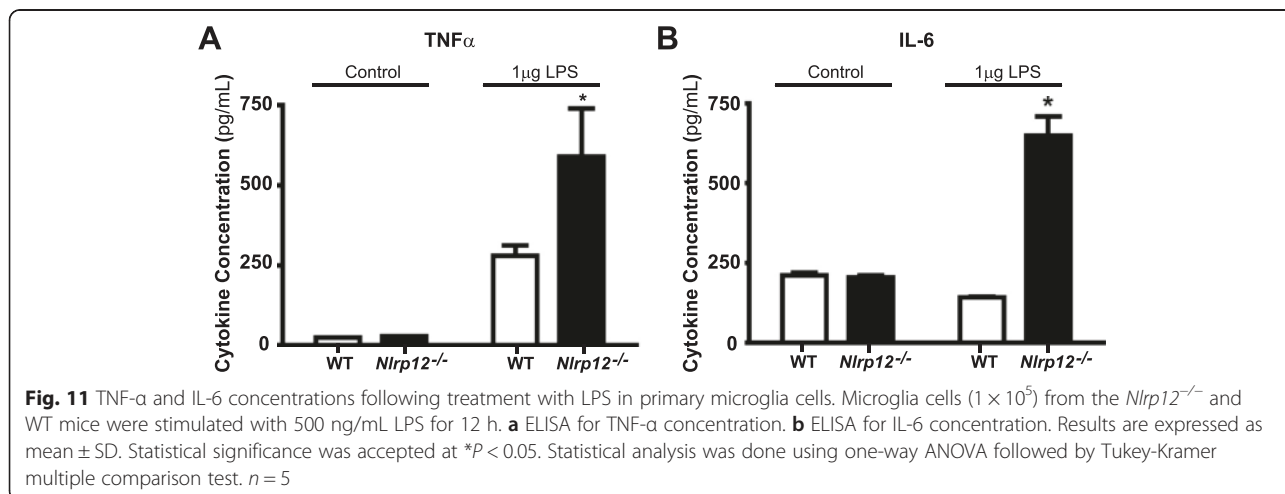 A
TNFα
Control
1µg LPS
Cytokine Concentration (pg/mL)
750
500
250
0
*
WT
Nlrp12-/-
WT
Nlrp12-/-
B
IL-6
Control
1µg LPS
Cytokine Concentration (pg/mL)
750
500
250
0
*
WT
Nlrp12-/-
WT
Nlrp12-/-
Fig. 11 TNF-α and IL-6 concentrations following treatment with LPS in primary microglia cells. Microglia cells (1 × 10⁵) from the Nlrp12⁻/⁻ and
WT mice were stimulated with 500 ng/mL LPS for 12 h. a ELISA for TNF-α concentration. b ELISA for IL-6 concentration. Results are expressed as
mean ± SD. Statistical significance was accepted at *P < 0.05. Statistical analysis was done using one-way ANOVA followed by Tukey-Kramer
multiple comparison test. n = 5